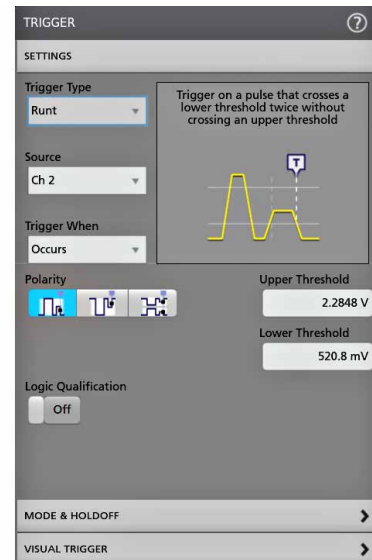 TRIGGER
?
SETTINGS
Trigger Type
Runt
Trigger on a pulse that crosses a
lower threshold twice without
crossing an upper threshold
T
Source
Ch 2
Trigger When
Occurs
Polarity
Upper Threshold
2.2848 V
Lower Threshold
520.8 mV
Logic Qualification
Off
MODE & HOLDOFF
VISUAL TRIGGER